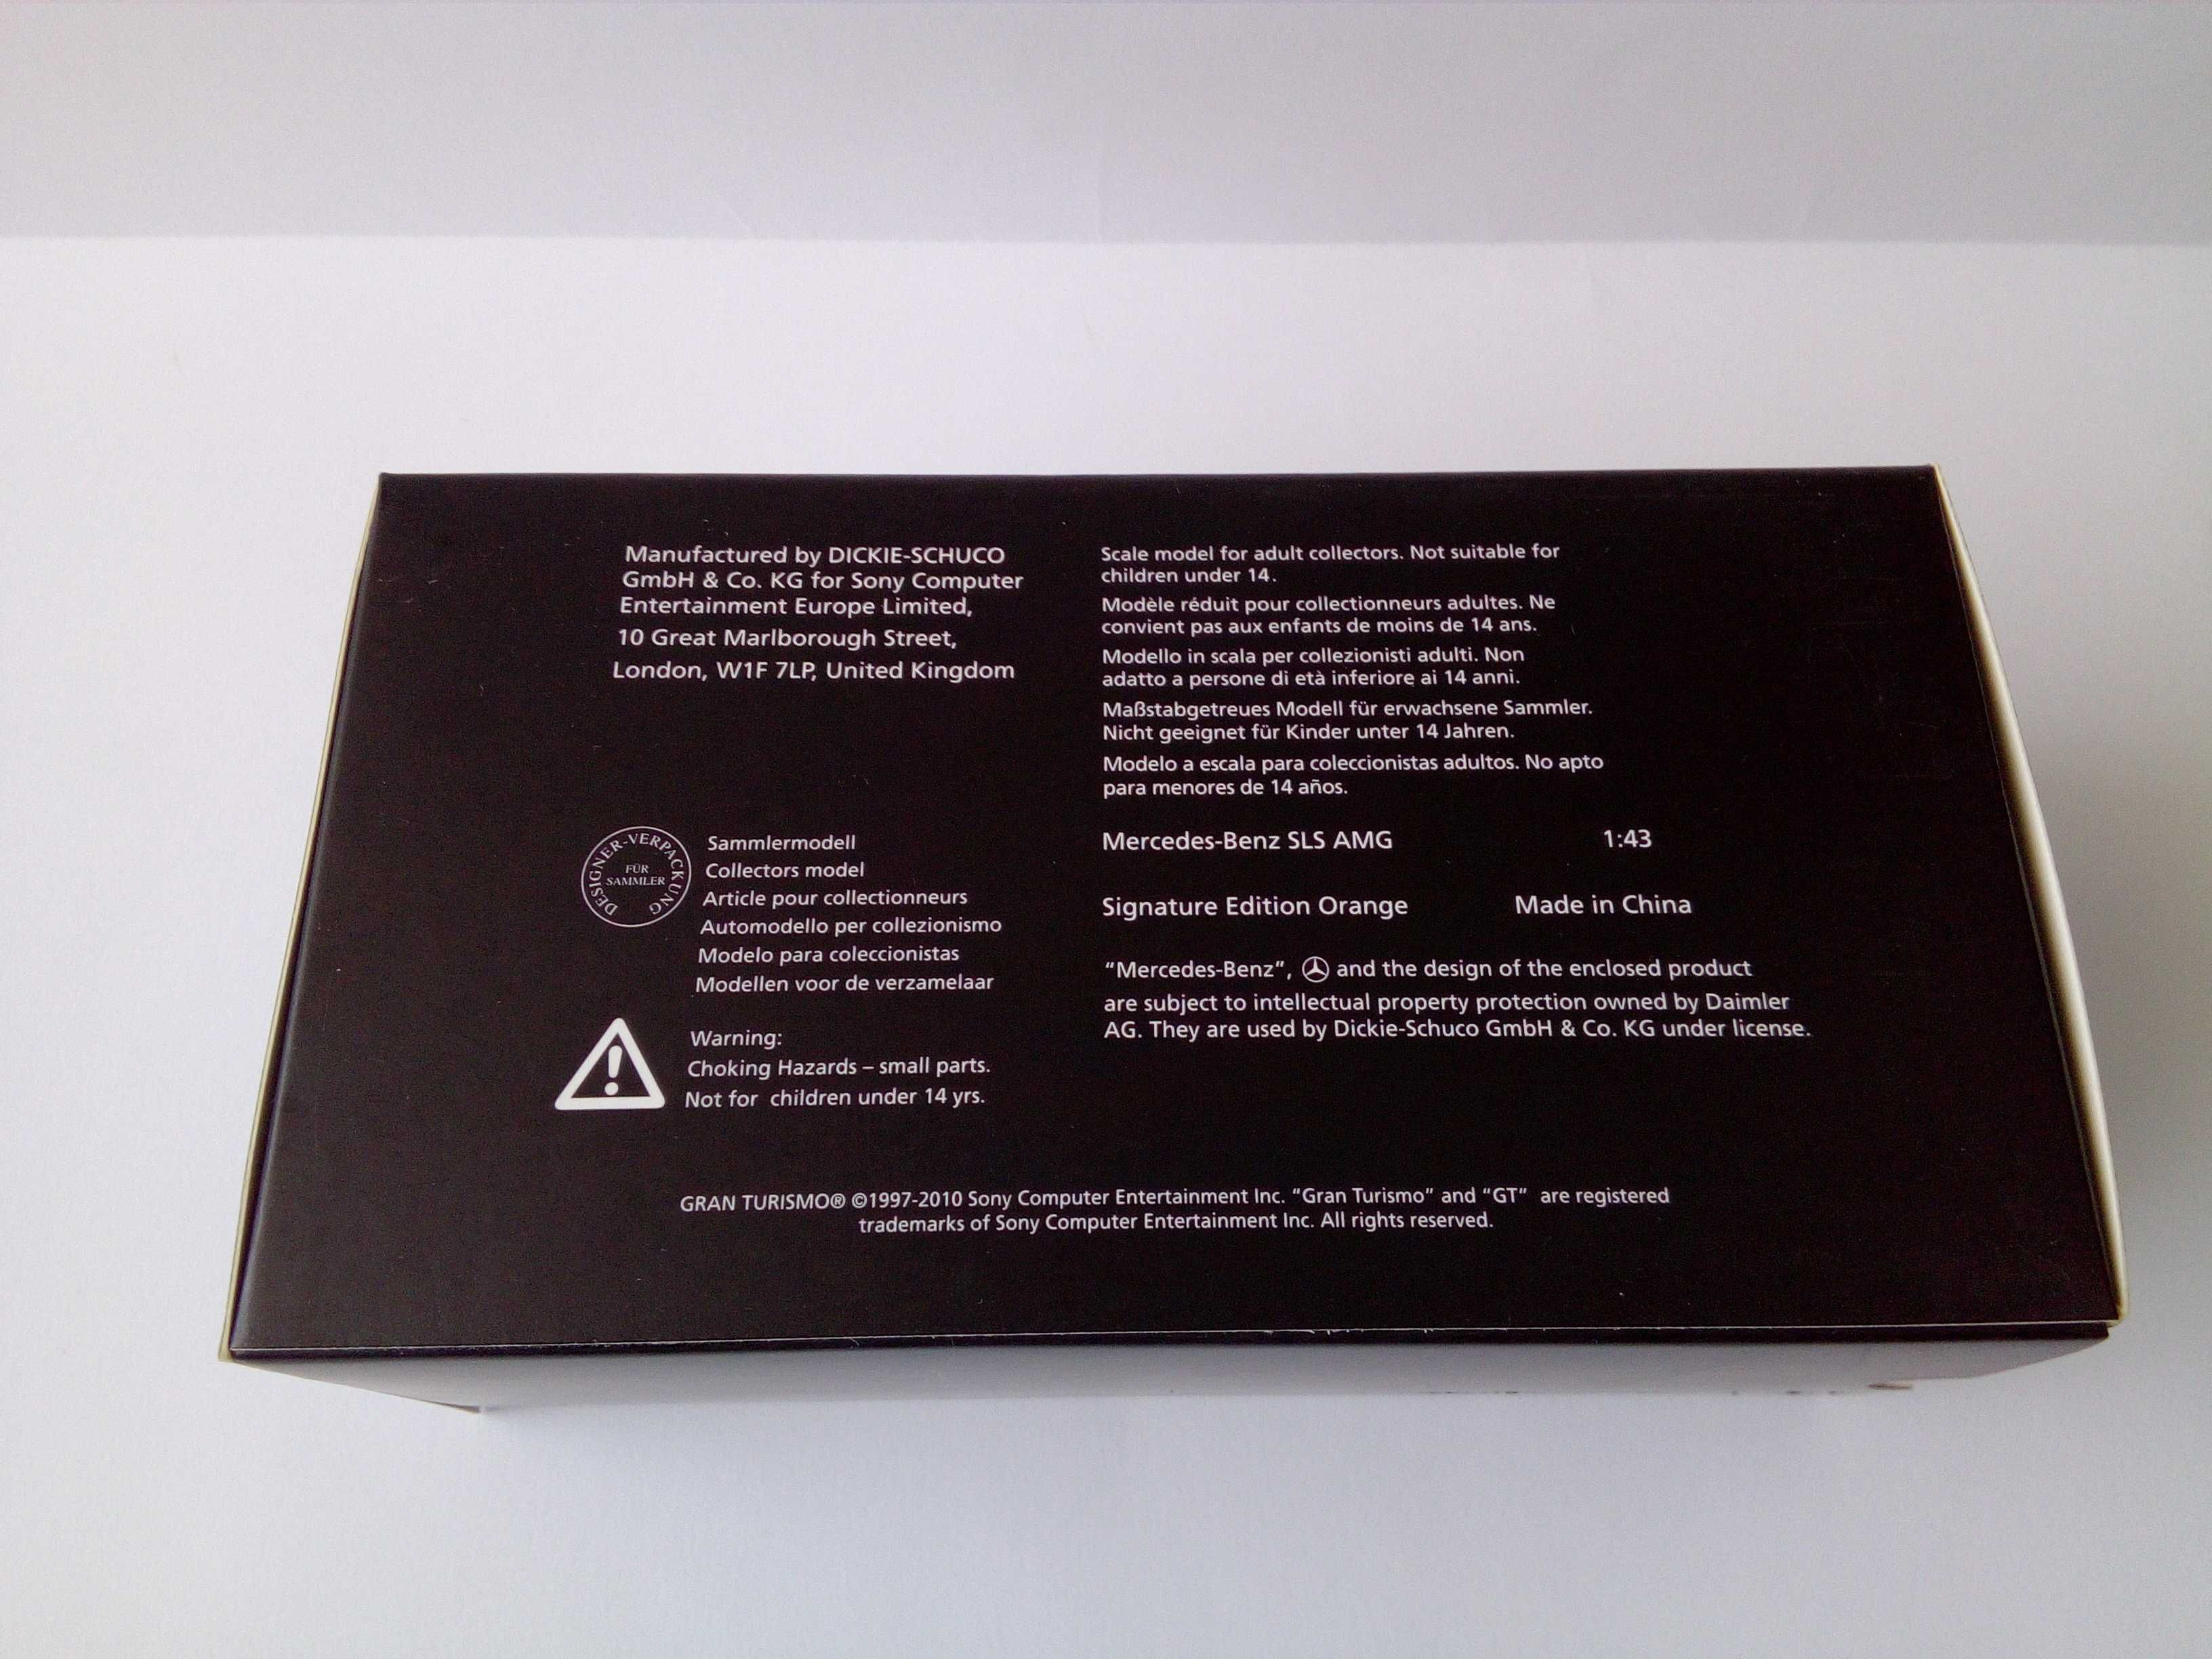 Manufactured by DICKIE-SCHUCO
GmbH & Co. KG for Sony Computer
Entertainment Europe Limited,
10 Great Marlborough Street,
London, W1F 7LP, United Kingdom
Scale model for adult collectors. Not suitable for
children under 14.
Modèle réduit pour collectionneurs adultes. Ne
convient pas aux enfants de moins de 14 ans.
Modello in scala per collezionisti adulti. Non
adatto a persone di età inferiore ai 14 anni.
Maßstabgetreues Modell für erwachsene Sammler.
Nicht geeignet für Kinder unter 14 Jahren.
Modelo a escala para coleccionistas adultos. No apto
para menores de 14 años.
DESIGNER-VERPACKUNG
FÜR
SAMMLER
Sammlermodell
Collectors model
Article pour collectionneurs
Automodello per collezionismo
Modelo para coleccionistas
Modellen voor de verzamelaar
Warning:
Choking Hazards – small parts.
Not for children under 14 yrs.
Mercedes-Benz SLS AMG 1:43
Signature Edition Orange Made in China
“Mercedes-Benz”, and the design of the enclosed product
are subject to intellectual property protection owned by Daimler
AG. They are used by Dickie-Schuco GmbH & Co. KG under license.
GRAN TURISMO® ©1997-2010 Sony Computer Entertainment Inc. “Gran Turismo” and “GT” are registered
trademarks of Sony Computer Entertainment Inc. All rights reserved.